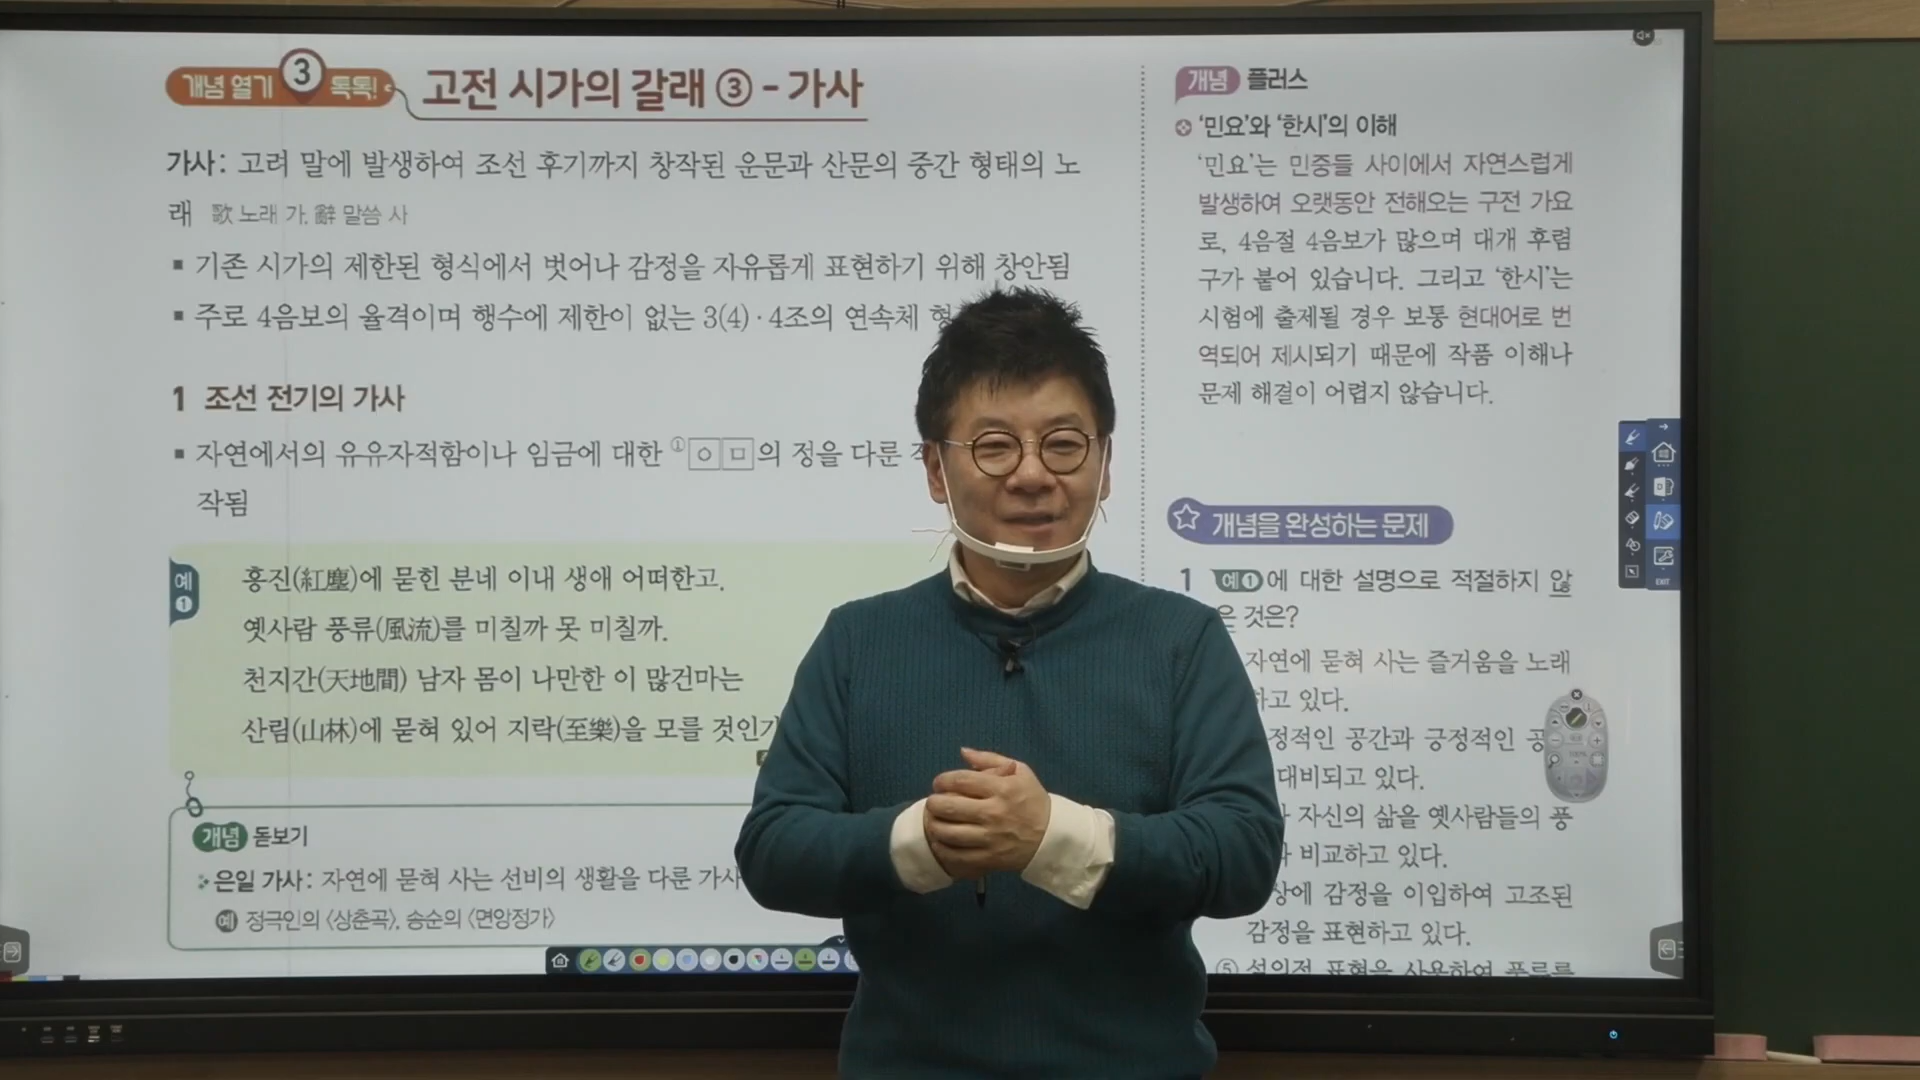 개념 열기 3 톡톡! 고전 시가의 갈래 ③ - 가사
가사 : 고려 말에 발생하여 조선 후기까지 창작된 운문과 산문의 중간 형태의 노
래 歌 노래 가, 辭 말씀 사
▪ 기존 시가의 제한된 형식에서 벗어나 감정을 자유롭게 표현하기 위해 창안됨
▪ 주로 4음보의 율격이며 행수에 제한이 없는 3(4)·4조의 연속체
1 조선 전기의 가사
▪ 자연에서의 유유자적함이나 임금에 대한 ①ㅇㅁ의 정을 다룬
작됨
예 1
홍진(紅塵)에 묻힌 분네 이내 생애 어떠한고.
옛사람 풍류(風流)를 미칠까 못 미칠까.
천지간(天地間) 남자 몸이 나만한 이 많건마는
산림(山林)에 묻혀 있어 지락(至樂)을 모를 것인가
개념 돋보기
은일 가사 : 자연에 묻혀 사는 선비의 생활을 다룬 가사
예 정극인의 〈상춘곡〉, 송순의 〈면앙정가〉
개념 플러스
'민요'와 '한시'의 이해
'민요'는 민중들 사이에서 자연스럽게
발생하여 오랫동안 전해오는 구전 가요
로, 4음절 4음보가 많으며 대개 후렴
구가 붙어 있습니다. 그리고 '한시'는
시험에 출제될 경우 보통 현대어로 번
역되어 제시되기 때문에 작품 이해나
문제 해결이 어렵지 않습니다.
개념을 완성하는 문제
1 예1에 대한 설명으로 적절하지 않
은 것은?
자연에 묻혀 사는 즐거움을 노래
하고 있다.
정적인 공간과 긍정적인 공
대비되고 있다.
자신의 삶을 옛사람들의 풍
비교하고 있다.
상에 감정을 이입하여 고조된
감정을 표현하고 있다.
⑤ 설의적 표현을 사용하여 풍류를
EXIT